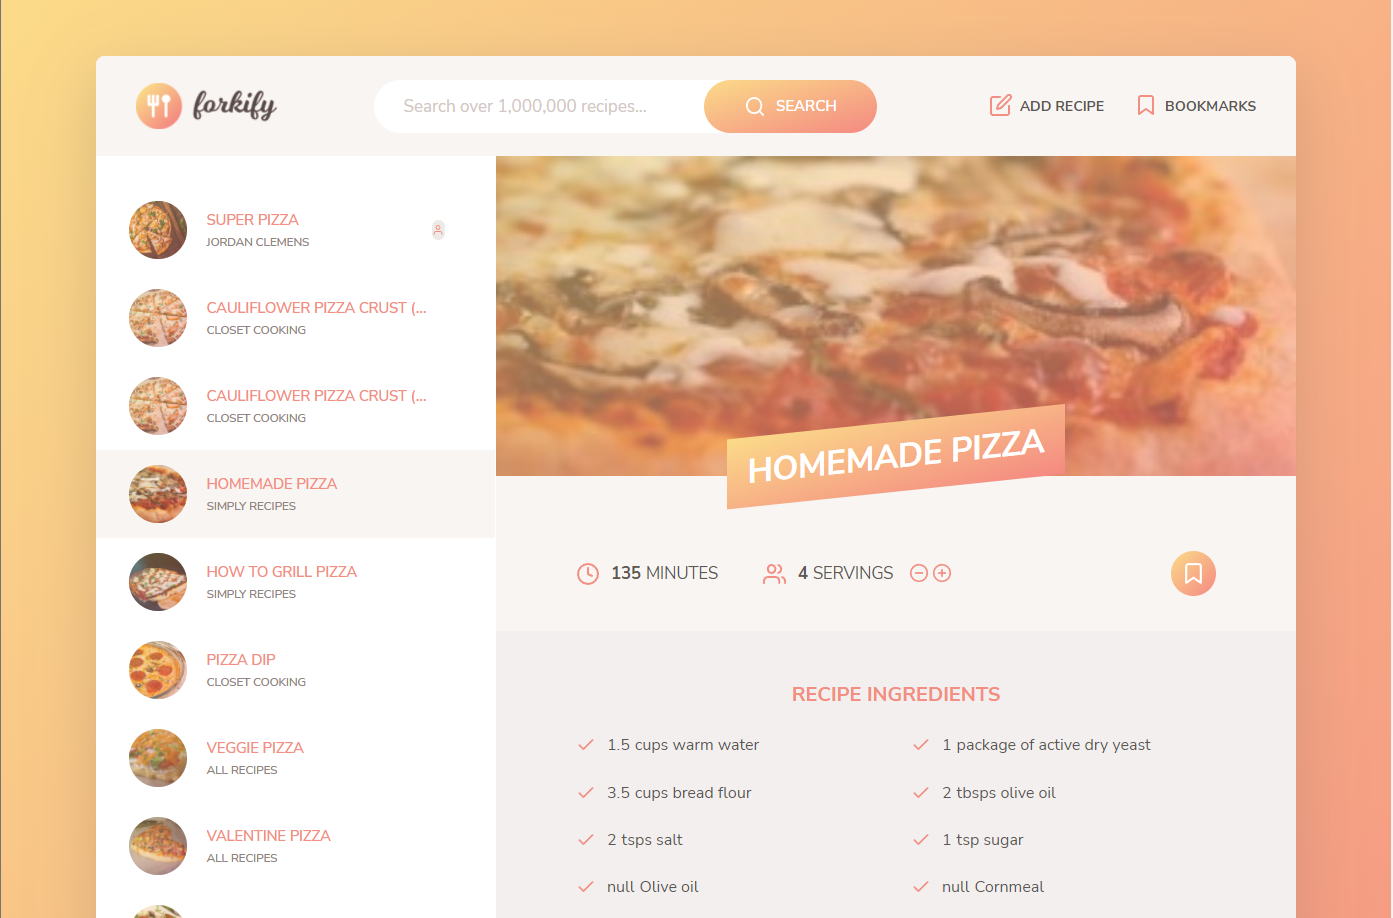 forkify
Search over 1,000,000 recipes...
SEARCH
ADD RECIPE
BOOKMARKS
SUPER PIZZA
JORDAN CLEMENS
CAULIFLOWER PIZZA CRUST (...
CLOSET COOKING
CAULIFLOWER PIZZA CRUST (...
CLOSET COOKING
HOMEMADE PIZZA
SIMPLY RECIPES
HOW TO GRILL PIZZA
SIMPLY RECIPES
PIZZA DIP
CLOSET COOKING
VEGGIE PIZZA
ALL RECIPES
VALENTINE PIZZA
ALL RECIPES
HOMEMADE PIZZA
135 MINUTES
4 SERVINGS
RECIPE INGREDIENTS
1.5 cups warm water
1 package of active dry yeast
3.5 cups bread flour
2 tbsps olive oil
2 tsps salt
1 tsp sugar
null Olive oil
null Cornmeal